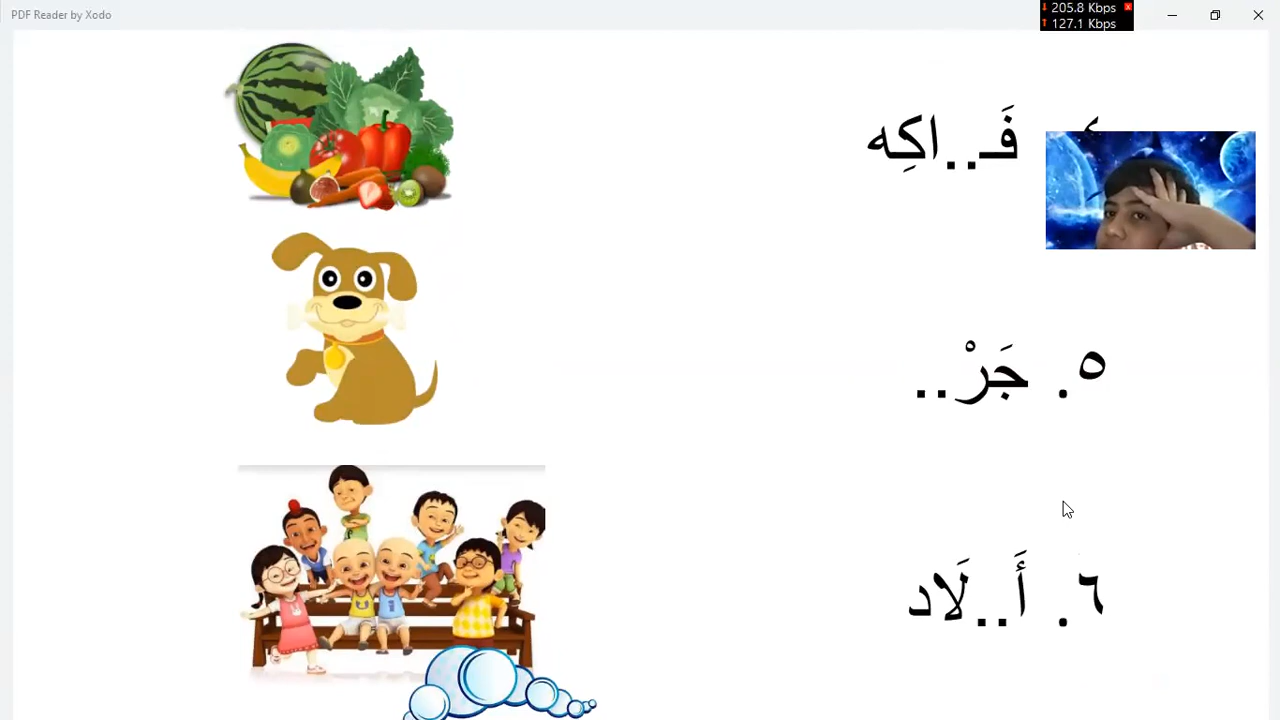 PDF Reader by Xodo
205.8 Kbps
127.1 Kbps
فَـ..اكِه
٥. جَرْ..
٦. أَ..لَاد